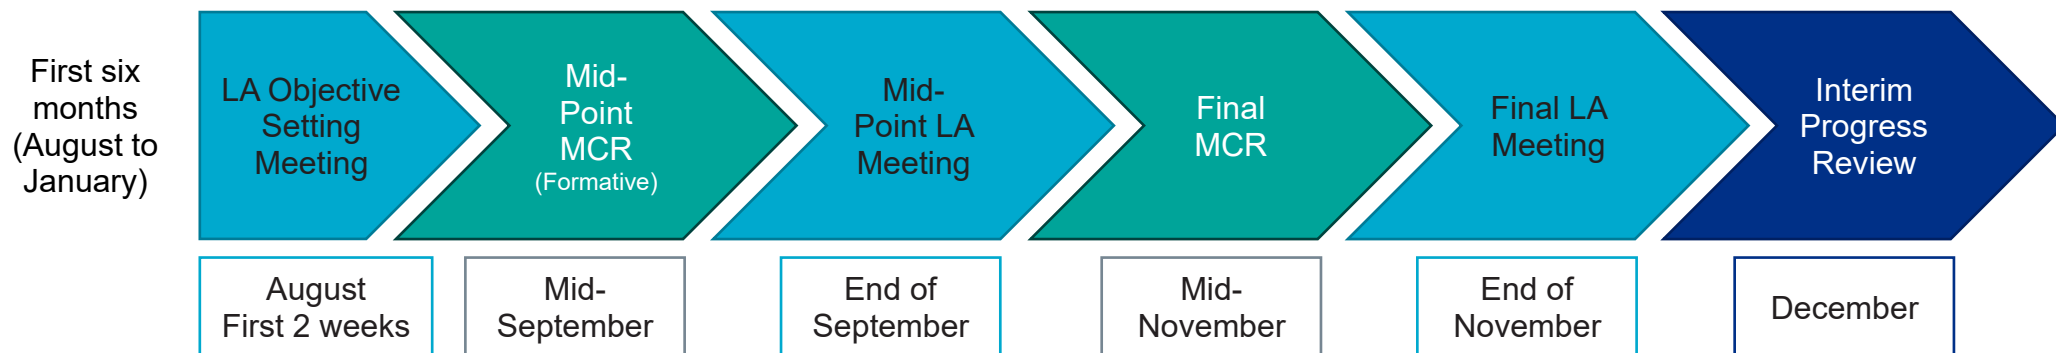 First six
months
(August to
January)
LA Objective
Setting
Meeting
Mid-
Point
MCR
(Formative)
Mid-
Point LA
Meeting
Final
MCR
Final LA
Meeting
Interim
Progress
Review
August
First 2 weeks
Mid-
September
End of
September
Mid-
November
End of
November
December